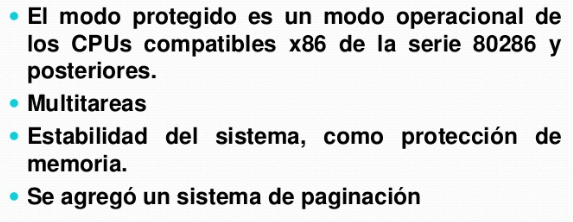 • El modo protegido es un modo operacional de
los CPUs compatibles x86 de la serie 80286 y
posteriores.
• Multitareas
• Estabilidad del sistema, como protección de
memoria.
• Se agregó un sistema de paginación